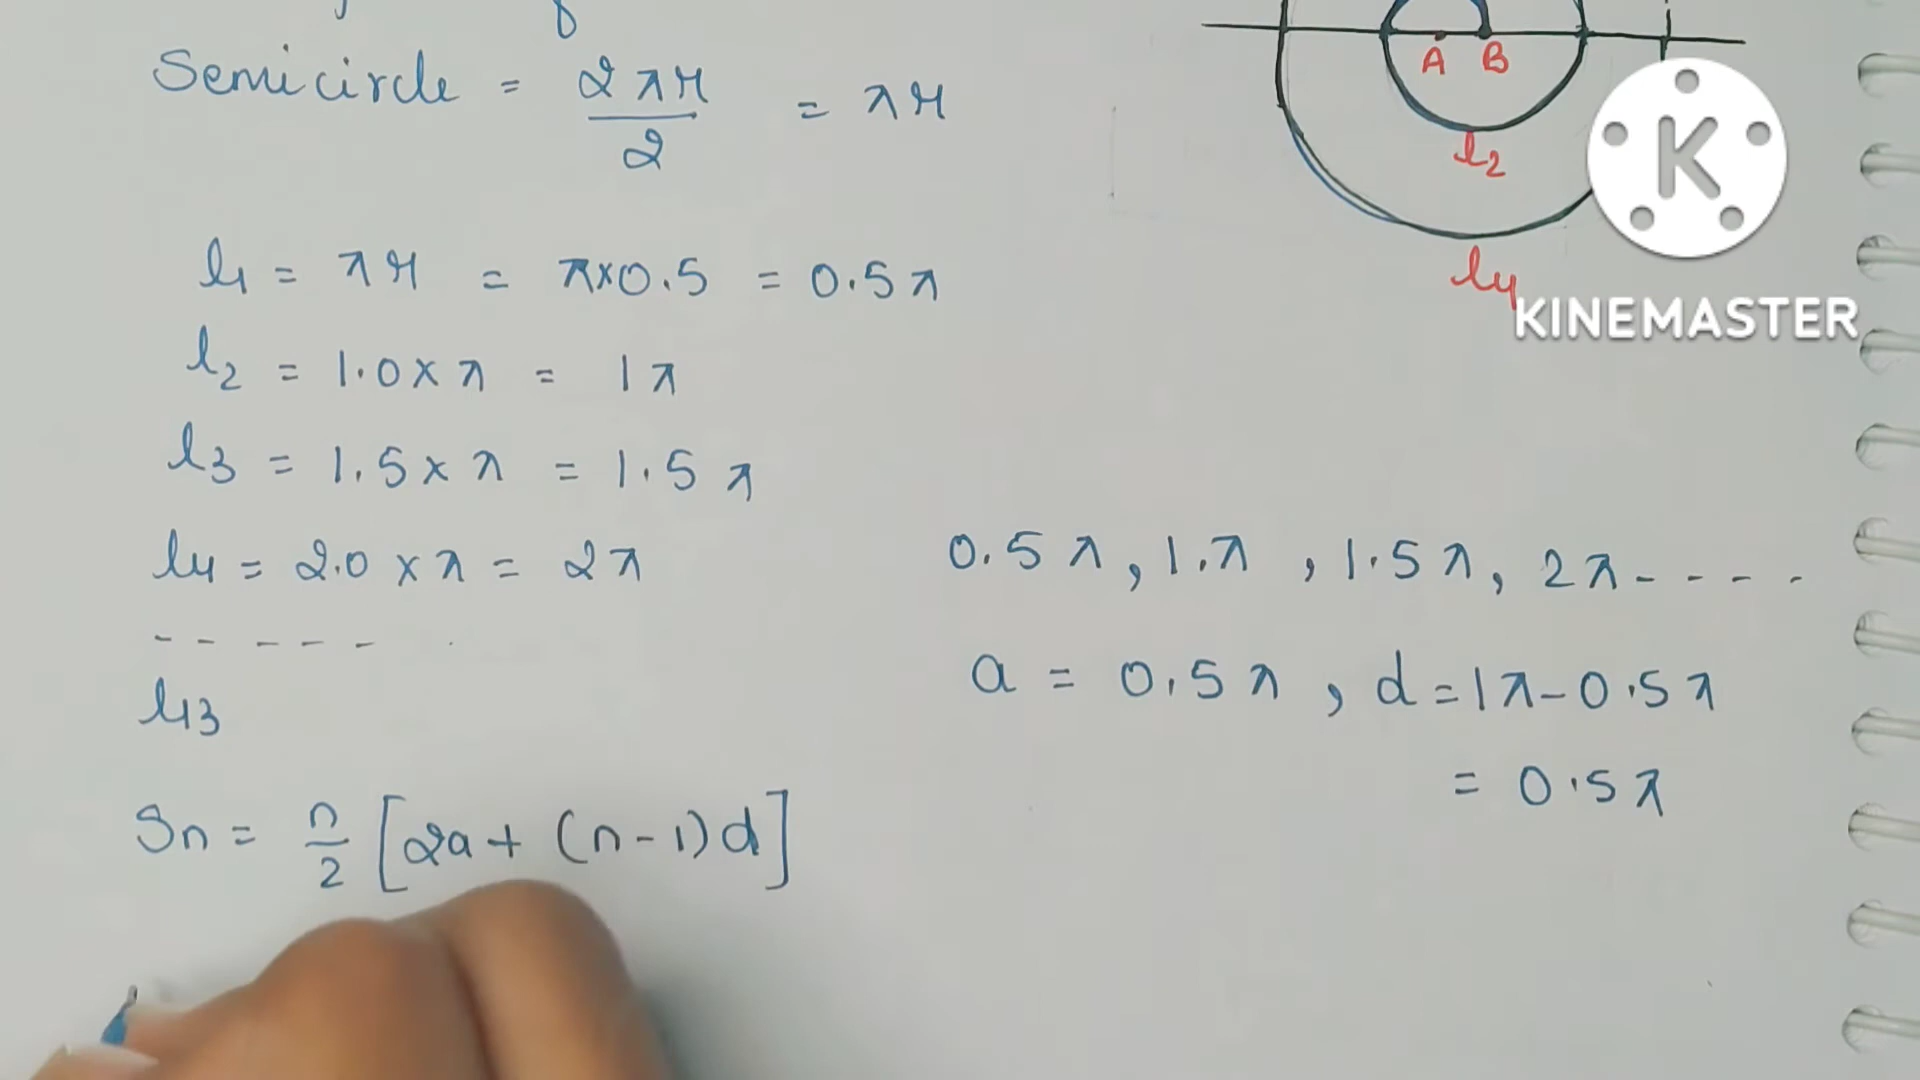 Semicircle = 2πr/2 = πr
A B
l2
l4
KINEMASTER
l1 = πr = π×0.5 = 0.5π
l2 = 1.0×π = 1π
l3 = 1.5×π = 1.5π
l4 = 2.0×π = 2π
- - - - -
l13
0.5π, 1.π, 1.5π, 2π - - - -
a = 0.5π, d = 1π - 0.5π
= 0.5π
Sn = n/2 [2a + (n-1)d]